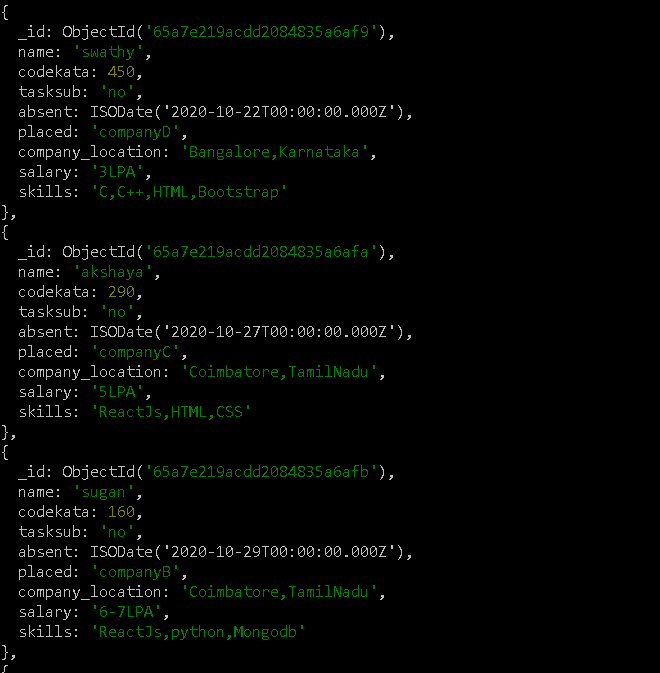 {
  _id: ObjectId('65a7e219acdd2084835a6af9'),
  name: 'swathy',
  codekata: 450,
  tasksub: 'no',
  absent: ISODate('2020-10-22T00:00:00.000Z'),
  placed: 'companyD',
  company_location: 'Bangalore,Karnataka',
  salary: '3LPA',
  skills: 'C,C++,HTML,Bootstrap'
},
{
  _id: ObjectId('65a7e219acdd2084835a6afa'),
  name: 'akshaya',
  codekata: 290,
  tasksub: 'no',
  absent: ISODate('2020-10-27T00:00:00.000Z'),
  placed: 'companyC',
  company_location: 'Coimbatore,TamilNadu',
  salary: '5LPA',
  skills: 'ReactJs,HTML,CSS'
},
{
  _id: ObjectId('65a7e219acdd2084835a6afb'),
  name: 'sugan',
  codekata: 160,
  tasksub: 'no',
  absent: ISODate('2020-10-29T00:00:00.000Z'),
  placed: 'companyB',
  company_location: 'Coimbatore,TamilNadu',
  salary: '6-7LPA',
  skills: 'ReactJs,python,Mongodb'
},
{